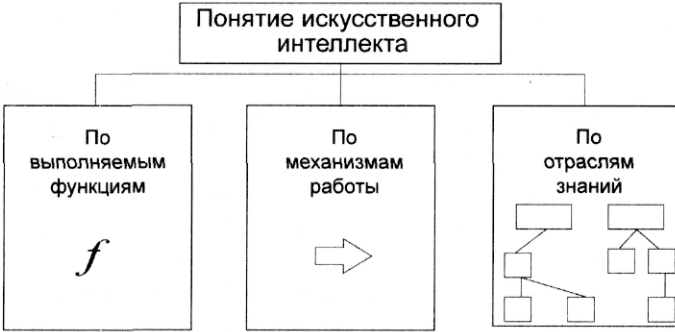 Понятие искусственного
интеллекта
По
выполняемым
функциям
f
По
механизмам
работы
По
отраслям
знаний